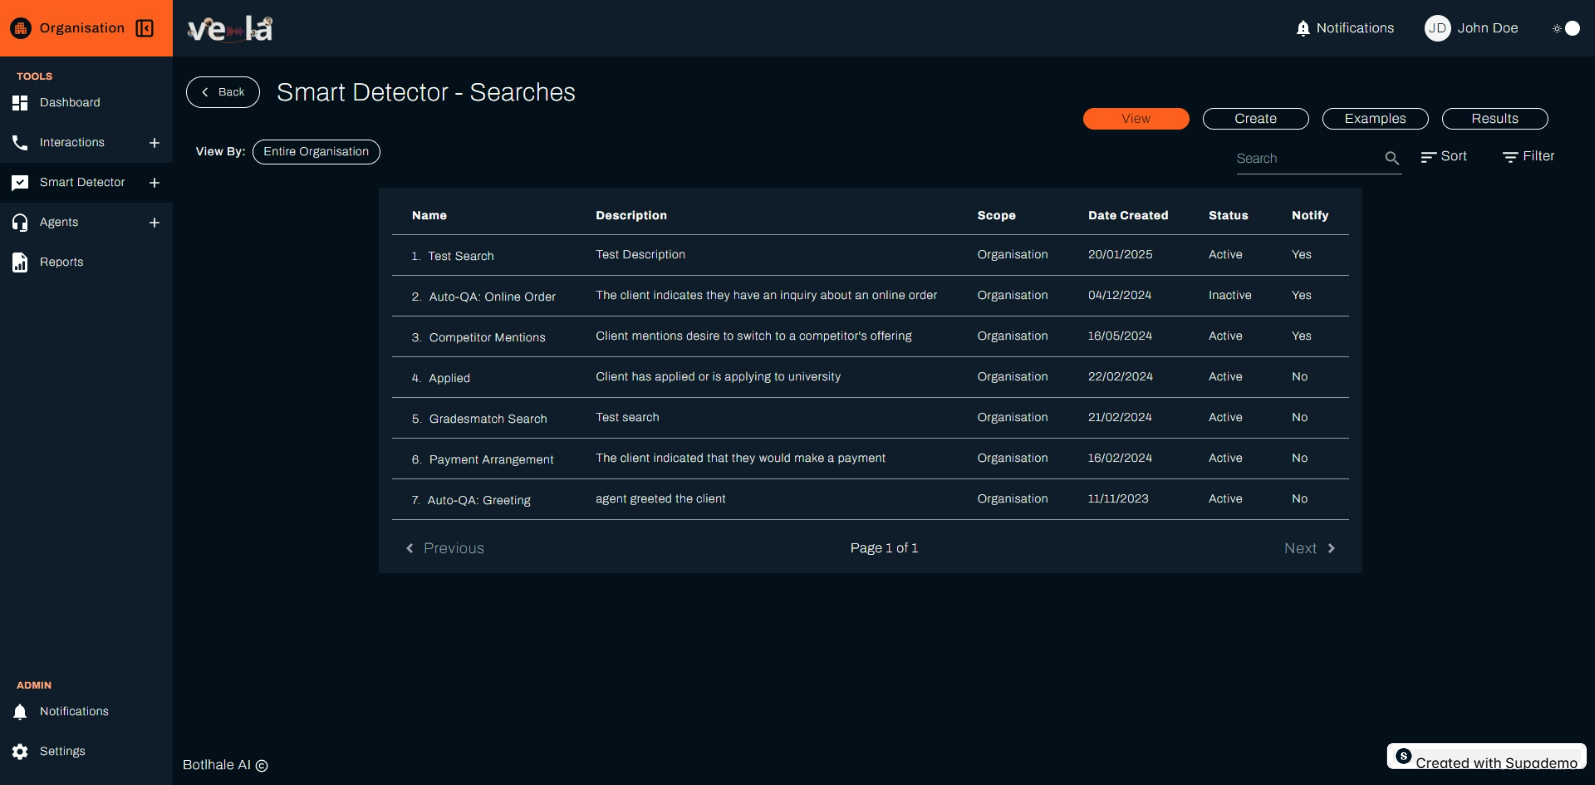 Organisation
vela
Notifications
JD John Doe
TOOLS
Dashboard
Interactions
Smart Detector
Agents
Reports
Back
Smart Detector - Searches
View Create Examples Results
View By: Entire Organisation
Search
Sort
Filter
Name Description Scope Date Created Status Notify
1. Test Search Test Description Organisation 20/01/2025 Active Yes
2. Auto-QA: Online Order The client indicates they have an inquiry about an online order Organisation 04/12/2024 Inactive Yes
3. Competitor Mentions Client mentions desire to switch to a competitor's offering Organisation 16/05/2024 Active Yes
4. Applied Client has applied or is applying to university Organisation 22/02/2024 Active No
5. Gradesmatch Search Test search Organisation 21/02/2024 Active No
6. Payment Arrangement The client indicated that they would make a payment Organisation 16/02/2024 Active No
7. Auto-QA: Greeting agent greeted the client Organisation 11/11/2023 Active No
Previous Page 1 of 1 Next
ADMIN
Notifications
Settings
Botlhale AI ©
S Created with Supademo